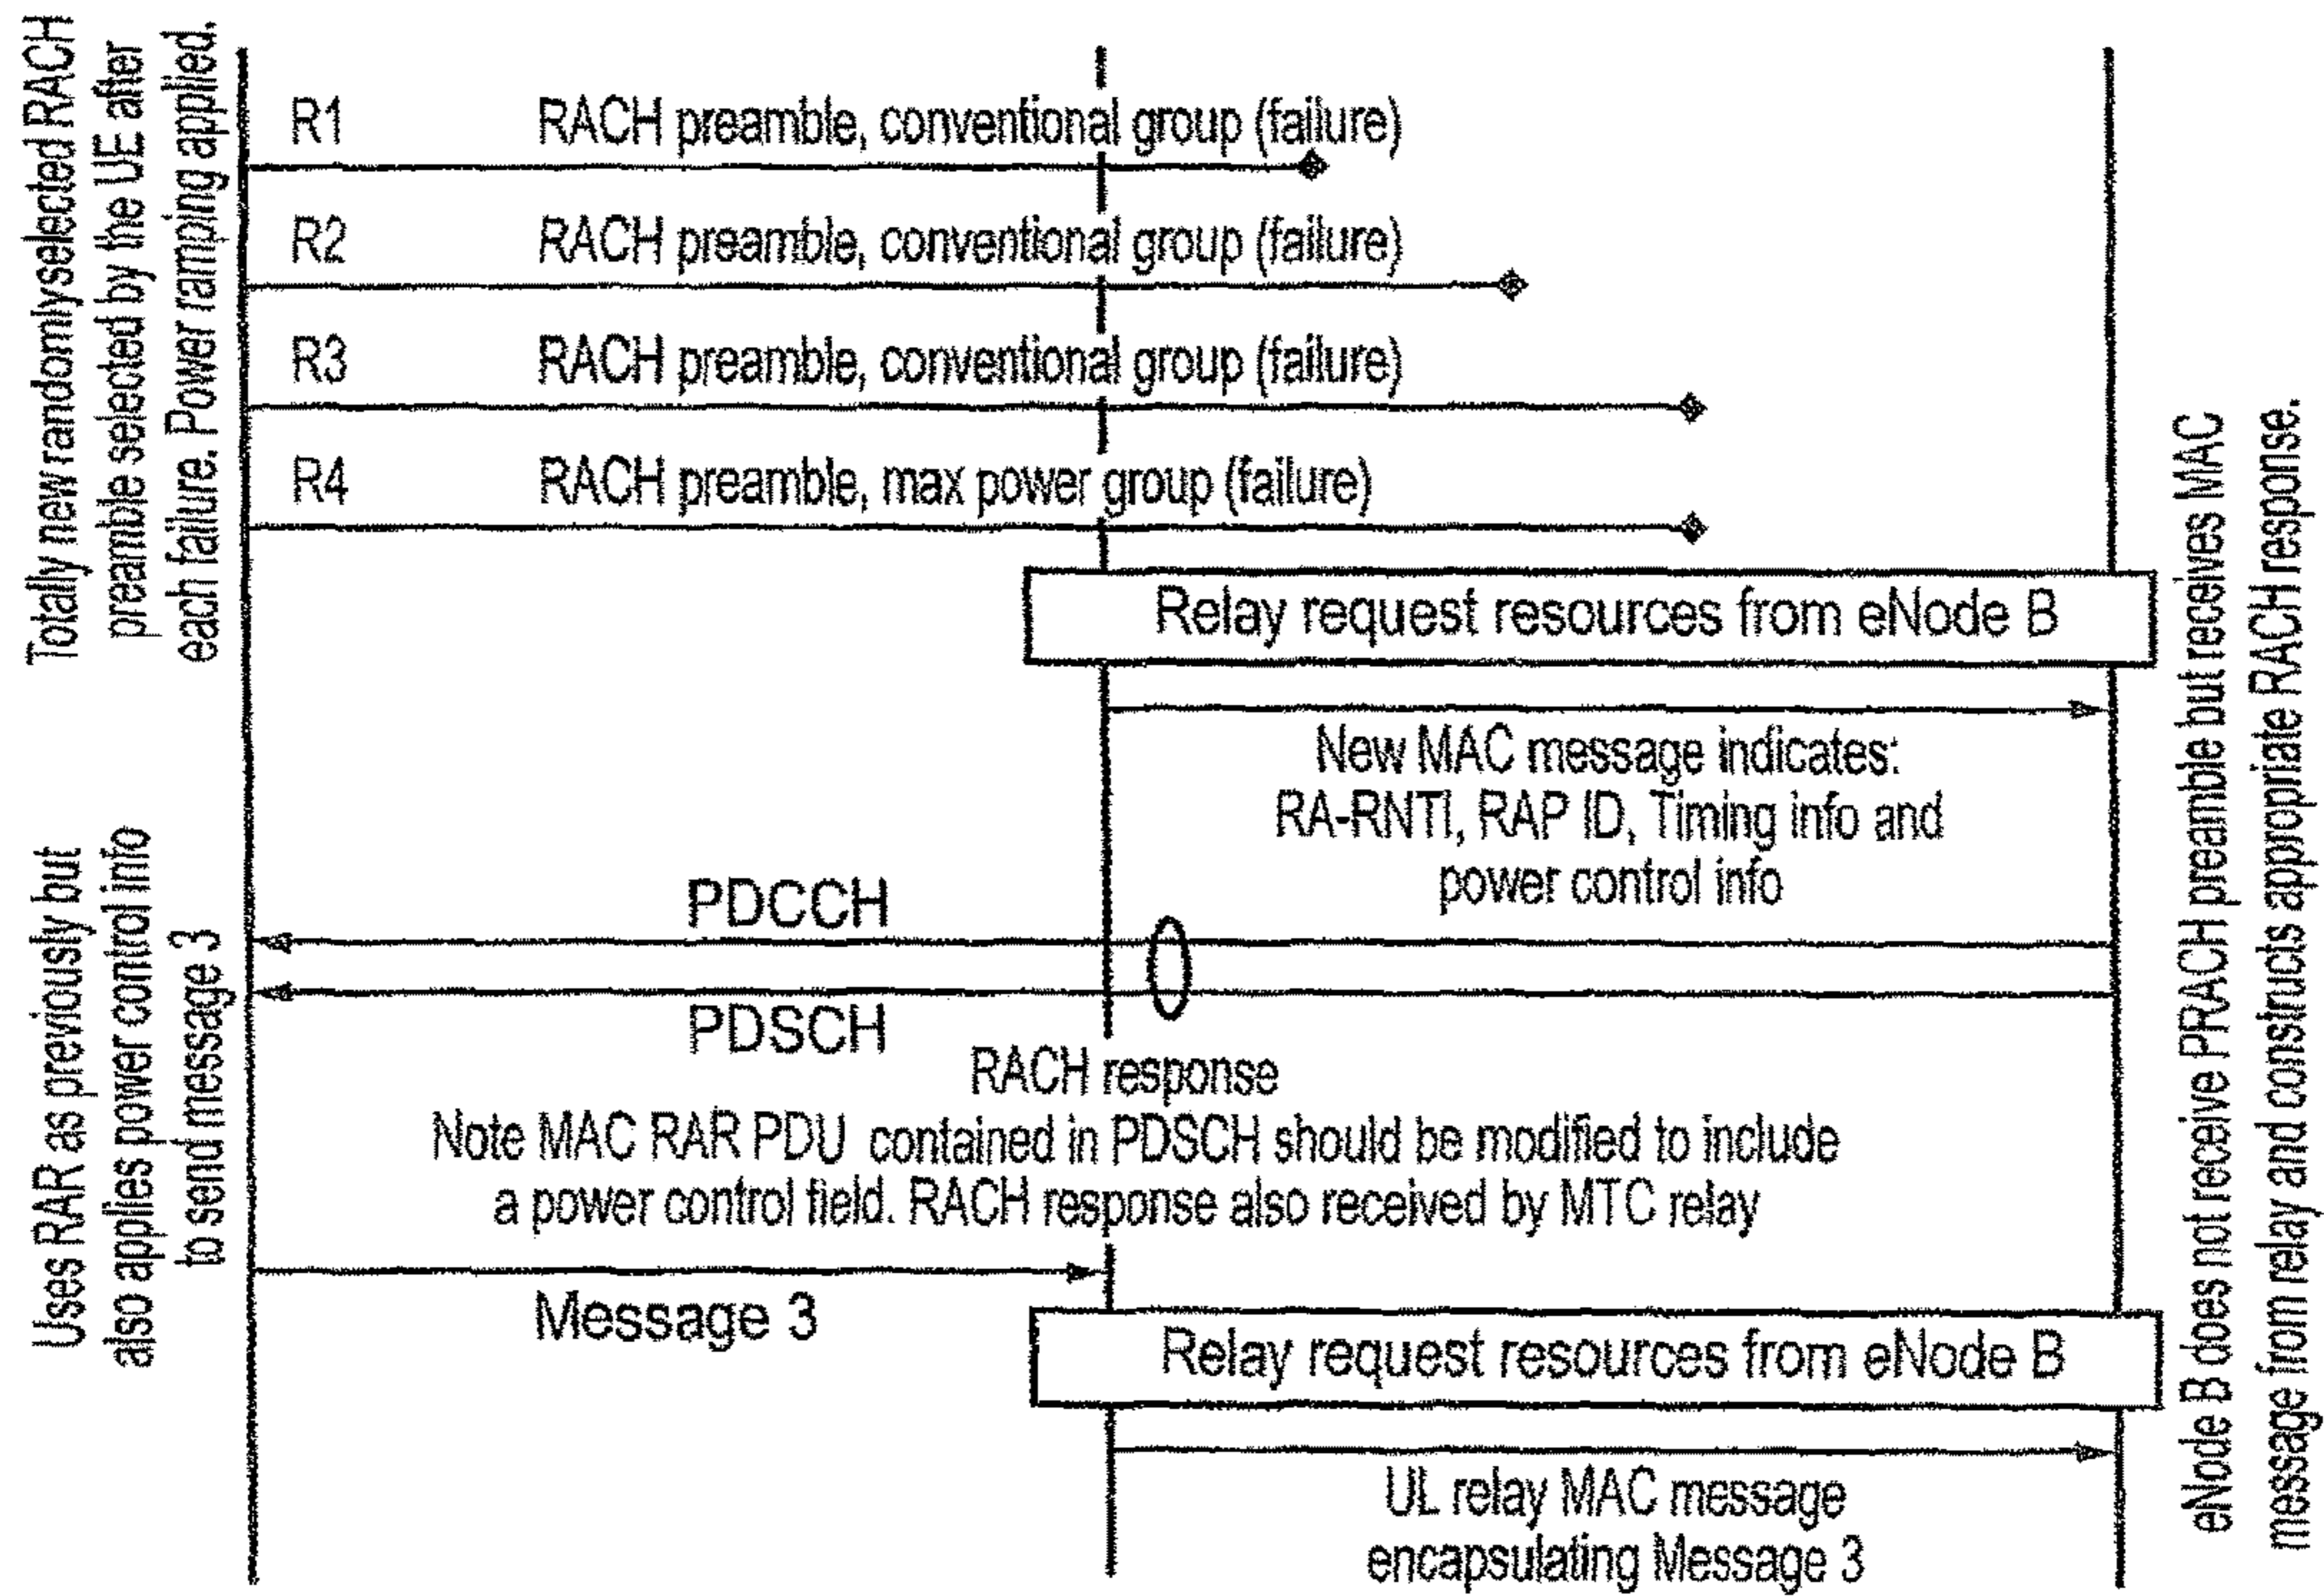 Totally new randomlyselected RACH
preamble selected by the UE after
each failure. Power ramping applied.
R1 RACH preamble, conventional group (failure)
R2 RACH preamble, conventional group (failure)
R3 RACH preamble, conventional group (failure)
R4 RACH preamble, max power group (failure)
Relay request resources from eNode B
New MAC message indicates:
RA-RNTI, RAP ID, Timing info and
power control info
PDCCH
PDSCH
RACH response
Note MAC RAR PDU contained in PDSCH should be modified to include
a power control field. RACH response also received by MTC relay
Uses RAR as previously but
also applies power control info
to send message 3
Message 3
Relay request resources from eNode B
UL relay MAC message
encapsulating Message 3
eNode B does not receive PRACH preamble but receives MAC
message from relay and constructs appropriate RACH response.